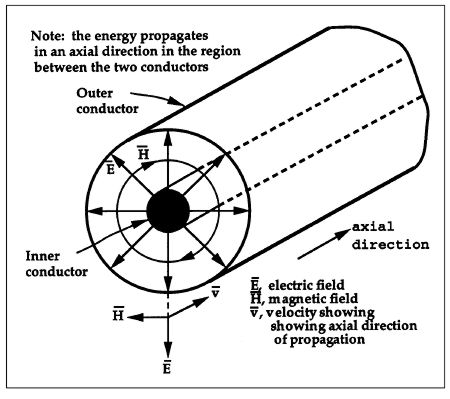 Note: the energy propagates
in an axial direction in the region
between the two conductors
Outer
conductor
H̅
E̅
Inner
conductor
axial
direction
v̅
H̅
E̅
E̅, electric field
H̅, magnetic field
v̅, velocity showing
showing axial direction
of propagation